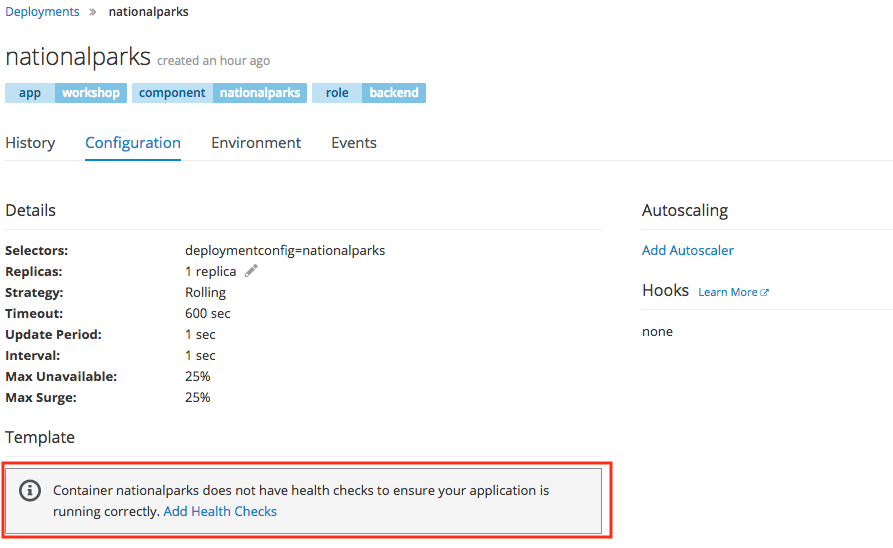 Deployments » nationalparks
nationalparks created an hour ago
app workshop component nationalparks role backend
History Configuration Environment Events
Details
Selectors: deploymentconfig=nationalparks
Replicas: 1 replica
Strategy: Rolling
Timeout: 600 sec
Update Period: 1 sec
Interval: 1 sec
Max Unavailable: 25%
Max Surge: 25%
Template
Container nationalparks does not have health checks to ensure your application is
running correctly. Add Health Checks
Autoscaling
Add Autoscaler
Hooks Learn More
none